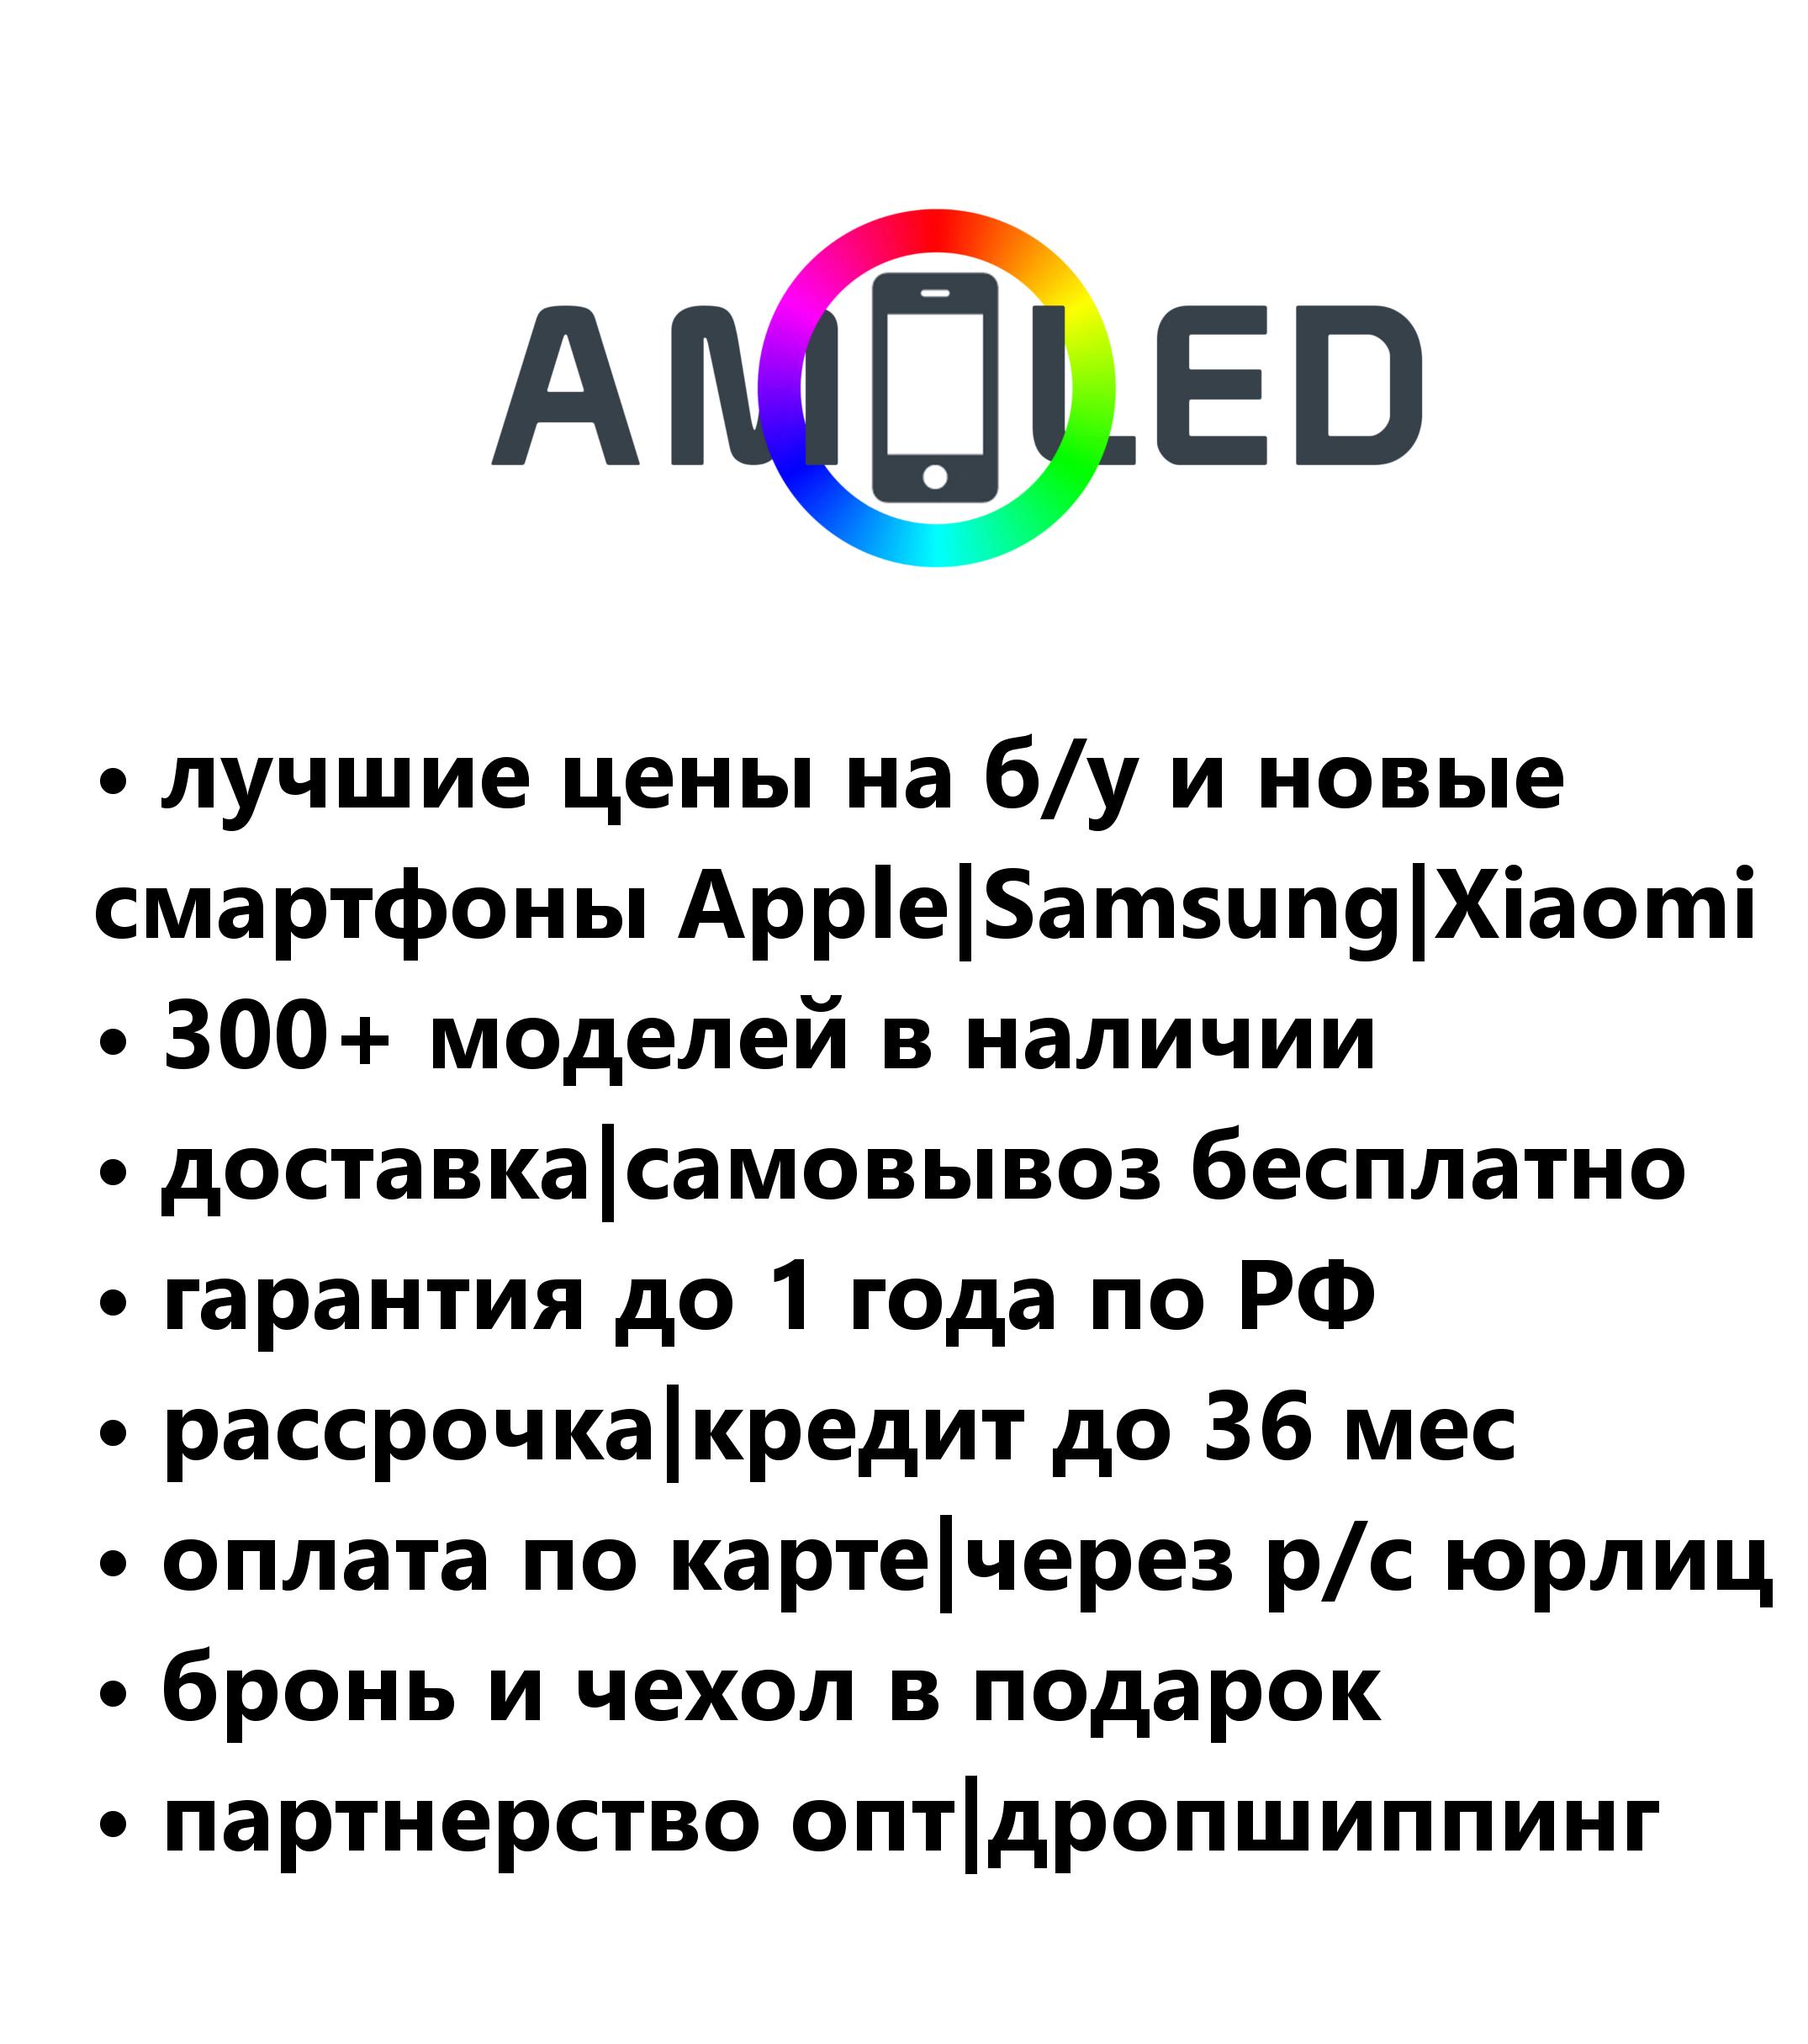 AMOLED
• лучшие цены на б/у и новые
смартфоны Apple|Samsung|Xiaomi
• 300+ моделей в наличии
• доставка|самовывоз бесплатно
• гарантия до 1 года по РФ
• рассрочка|кредит до 36 мес
• оплата по карте|через р/с юрлиц
• бронь и чехол в подарок
• партнерство опт|дропшиппинг